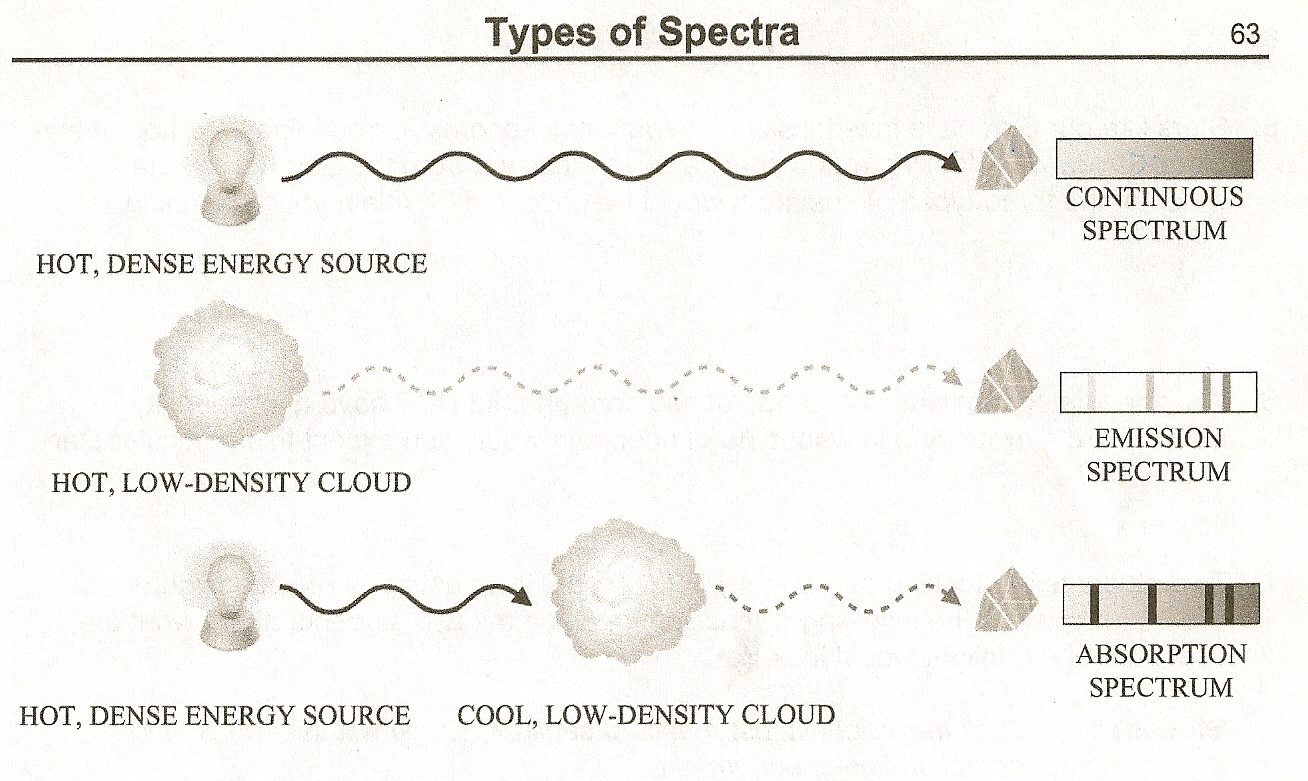 Types of Spectra
63
CONTINUOUS
SPECTRUM
HOT, DENSE ENERGY SOURCE
EMISSION
SPECTRUM
HOT, LOW-DENSITY CLOUD
ABSORPTION
SPECTRUM
HOT, DENSE ENERGY SOURCE
COOL, LOW-DENSITY CLOUD